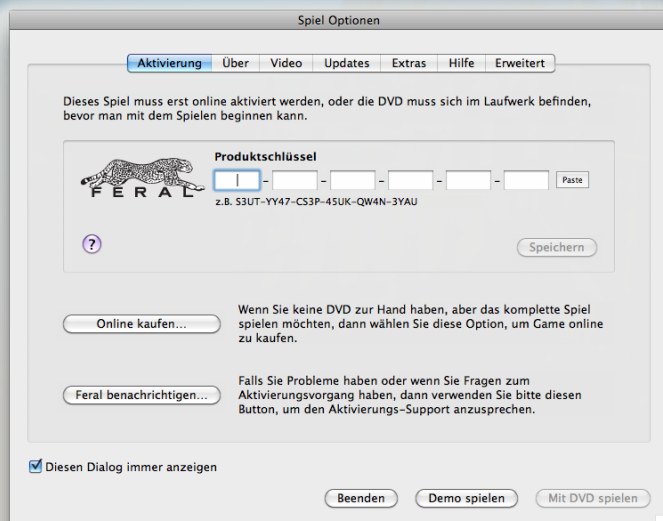 Spiel Optionen
Aktivierung Über Video Updates Extras Hilfe Erweitert
Dieses Spiel muss erst online aktiviert werden, oder die DVD muss sich im Laufwerk befinden,
bevor man mit dem Spielen beginnen kann.
FERAL
Produktschlüssel
- - - - - Paste
z.B. S3UT-YY47-CS3P-45UK-QW4N-3YAU
?
Speichern
Online kaufen...
Wenn Sie keine DVD zur Hand haben, aber das komplette Spiel
spielen möchten, dann wählen Sie diese Option, um Game online
zu kaufen.
Feral benachrichtigen...
Falls Sie Probleme haben oder wenn Sie Fragen zum
Aktivierungsvorgang haben, dann verwenden Sie bitte diesen
Button, um den Aktivierungs-Support anzusprechen.
Diesen Dialog immer anzeigen
Beenden Demo spielen Mit DVD spielen